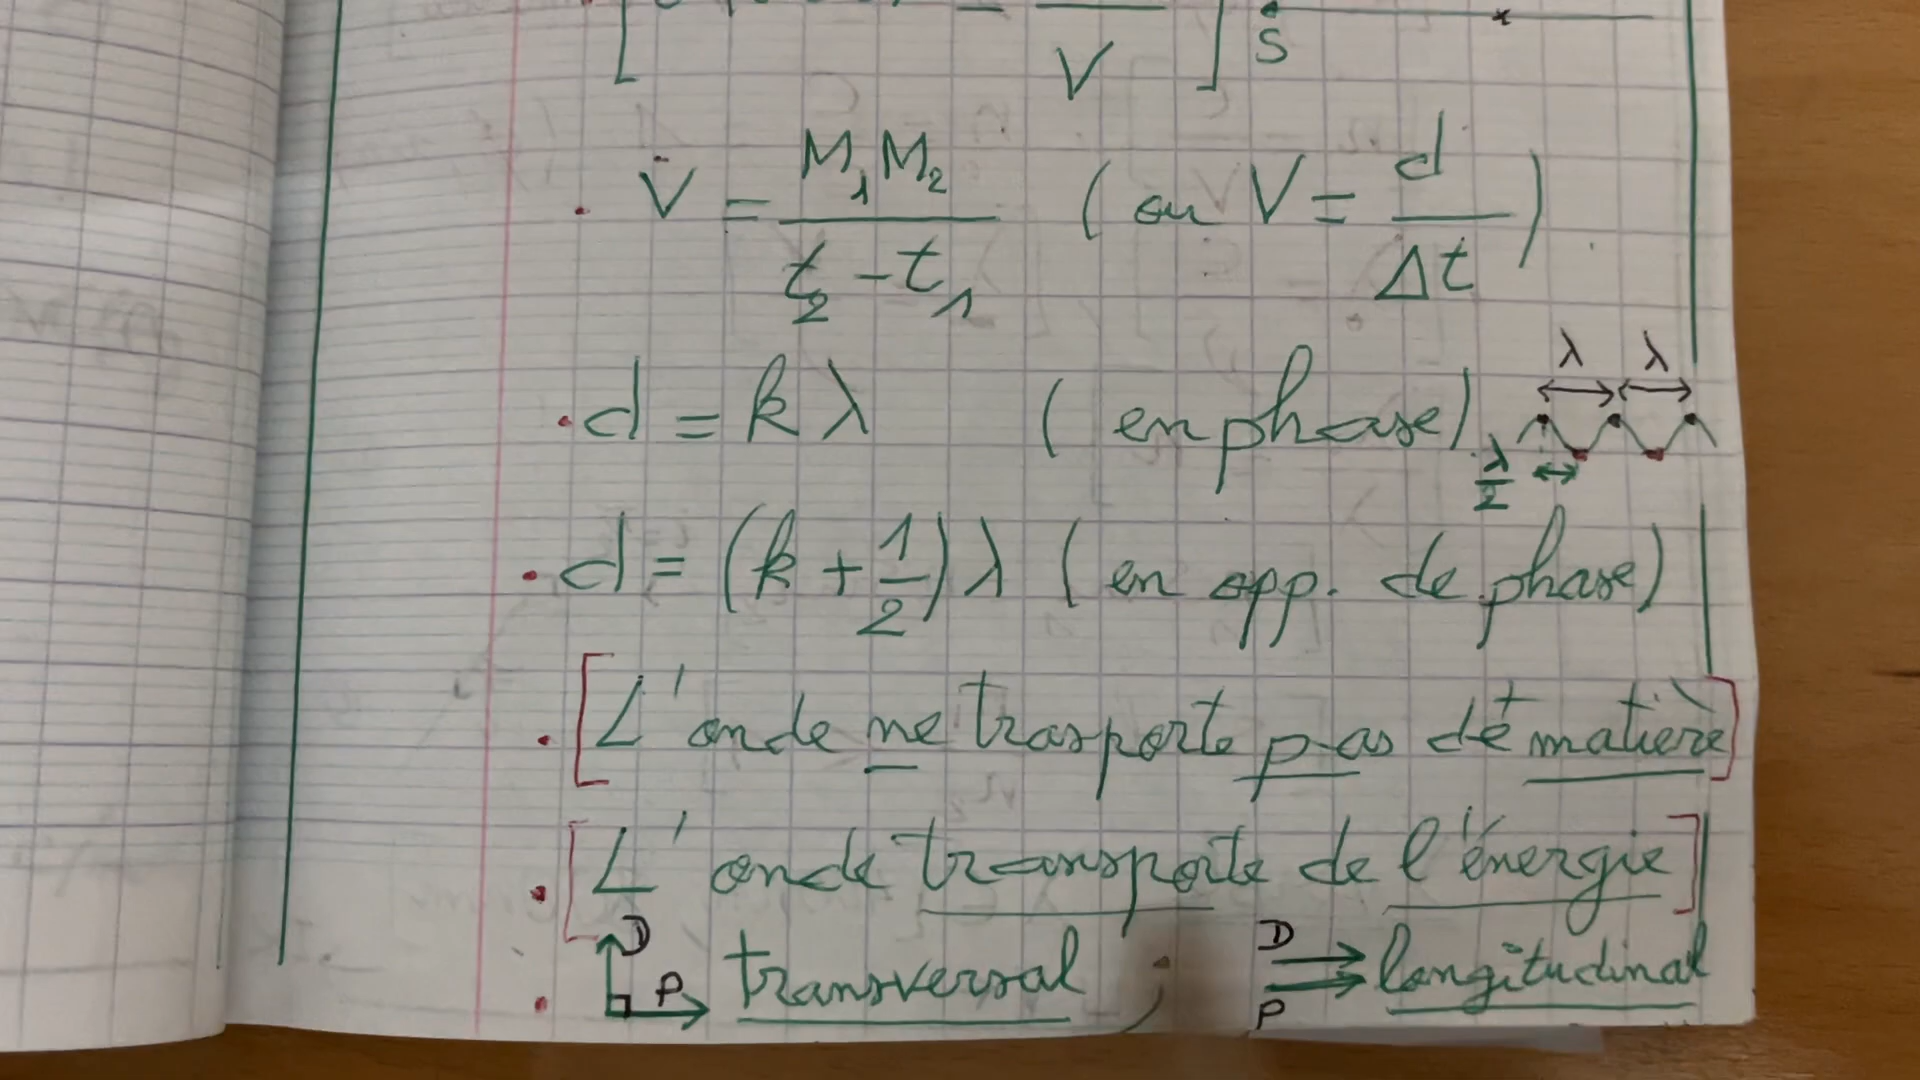 V S
• V = M₁M₂ / (t₂ - t₁) (ou V = d / Δt)
• d = kλ (en phase) λ λ λ/2
• d = (k + 1/2)λ (en opp. de phase)
• [L'onde ne trasporte pas de matière]
• [L'onde transporte de l'énergie]
• D P transversal D P longitudinal